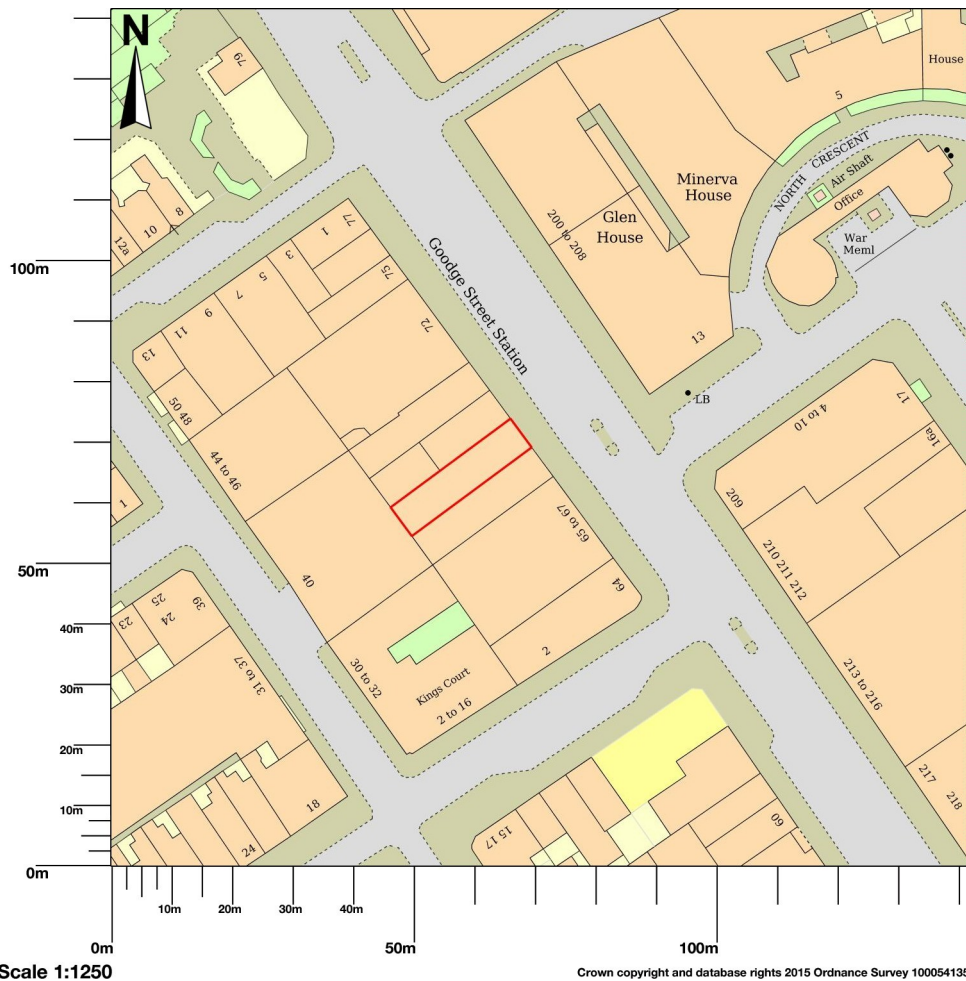 N
79
House
5
NORTH CRESCENT
Air Shaft
Office
War
Meml
Minerva
House
Glen
House
200 to 208
13
LB
Goodge Street Station
8
10
12a
77
1
3
5
7
9
11
13
75
72
50 48
44 to 46
40
1
65 to 67
64
2
30 to 32
Kings Court
2 to 16
4 to 10
17
16a
209
210 211 212
213 to 216
217
218
25
23
24
39
31 to 37
18
24
15 17
60
100m
50m
40m
30m
20m
10m
0m
10m
20m
30m
40m
0m
50m
100m
Scale 1:1250
Crown copyright and database rights 2015 Ordnance Survey 100054135